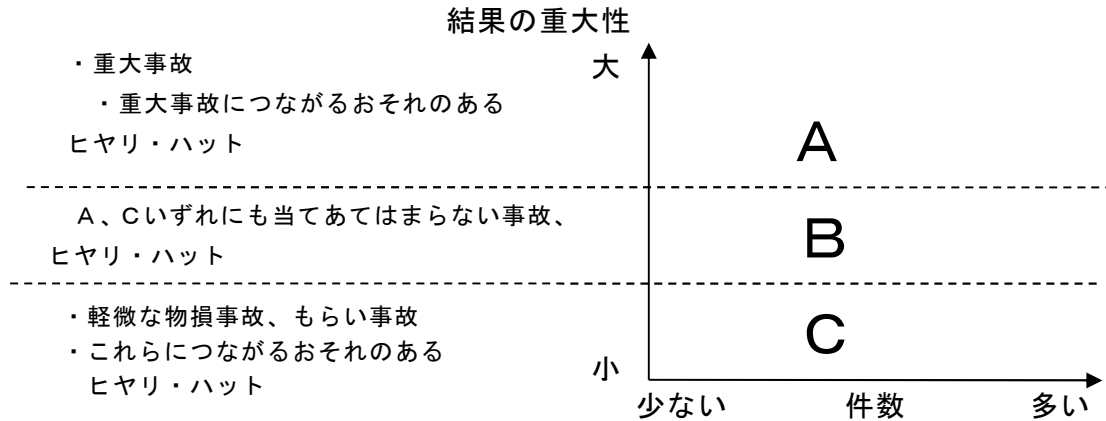 結果の重大性
・重大事故
・重大事故につながるおそれのある
ヒヤリ・ハット
大
A
A、Cいずれにも当てあてはまらない事故、
ヒヤリ・ハット
B
・軽微な物損事故、もらい事故
・これらにつながるおそれのある
ヒヤリ・ハット
C
小
少ない 件数 多い